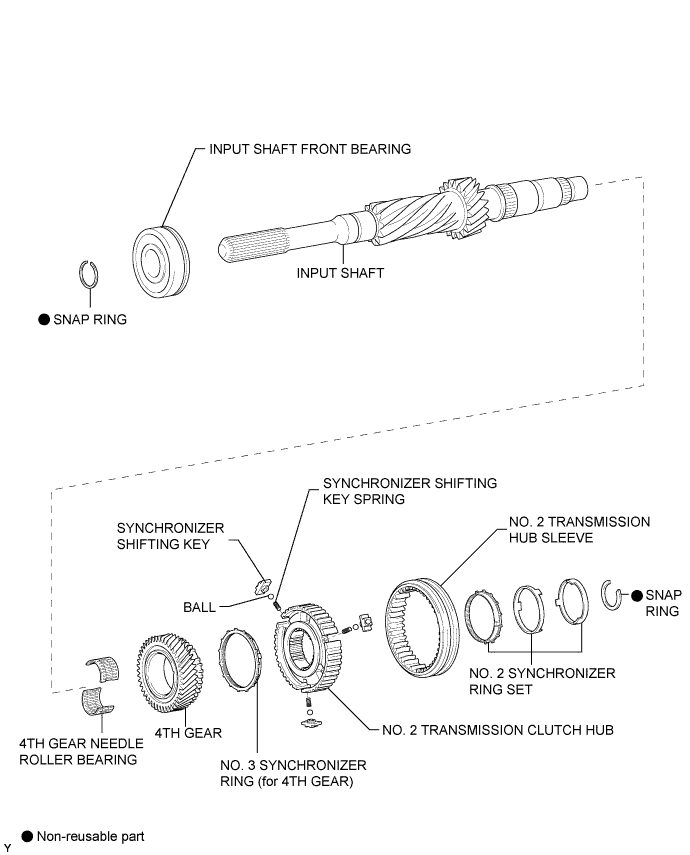 INPUT SHAFT FRONT BEARING
INPUT SHAFT
● SNAP RING
SYNCHRONIZER SHIFTING
KEY SPRING
SYNCHRONIZER
SHIFTING KEY
NO. 2 TRANSMISSION
HUB SLEEVE
BALL
● SNAP
RING
NO. 2 SYNCHRONIZER
RING SET
NO. 2 TRANSMISSION CLUTCH HUB
4TH GEAR
4TH GEAR NEEDLE
ROLLER BEARING
NO. 3 SYNCHRONIZER
RING (for 4TH GEAR)
● Non-reusable part
Y